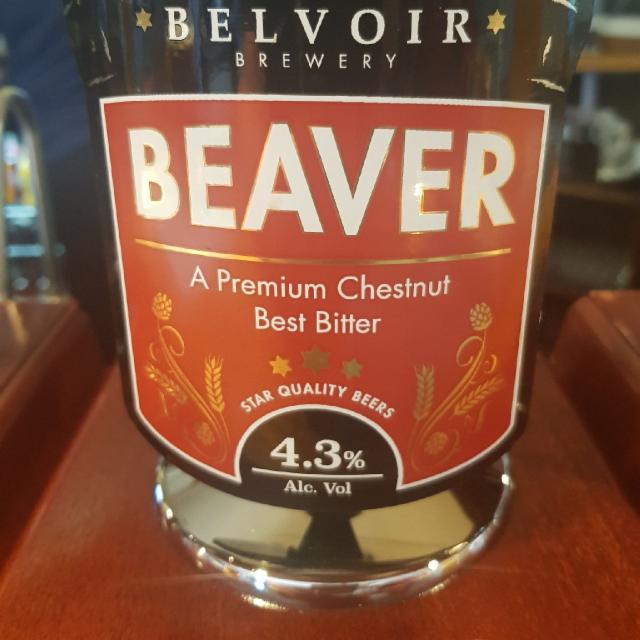 BELVOIR
BREWERY
BEAVER
A Premium Chestnut
Best Bitter
STAR QUALITY BEERS
4.3%
Alc. Vol